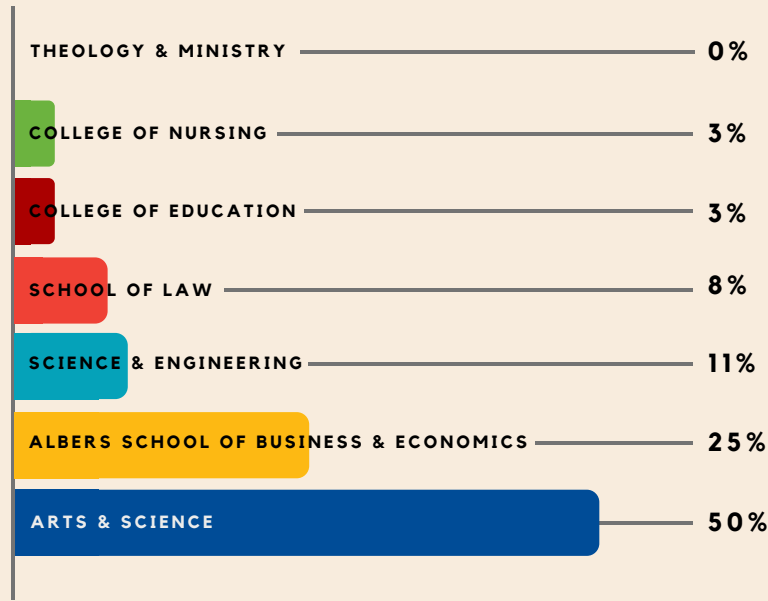 THEOLOGY & MINISTRY 0%
COLLEGE OF NURSING 3%
COLLEGE OF EDUCATION 3%
SCHOOL OF LAW 8%
SCIENCE & ENGINEERING 11%
ALBERS SCHOOL OF BUSINESS & ECONOMICS 25%
ARTS & SCIENCE 50%